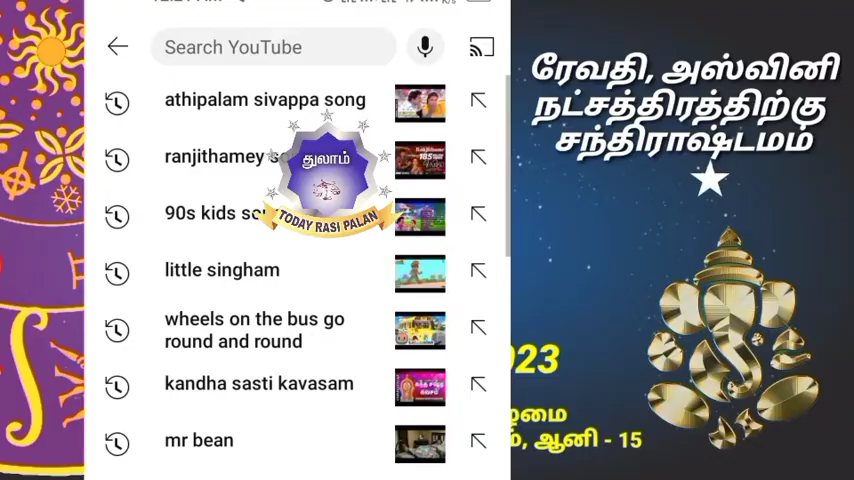 Search YouTube
athipalam sivappa song
ranjithamey
90s kids
little singham
wheels on the bus go
round and round
kandha sasti kavasam
mr bean
துலாம்
TODAY RASI PALAN
ரேவதி, அஸ்வினி
நட்சத்திரத்திற்கு
சந்திராஷ்டமம்
023
ஆனி - 15